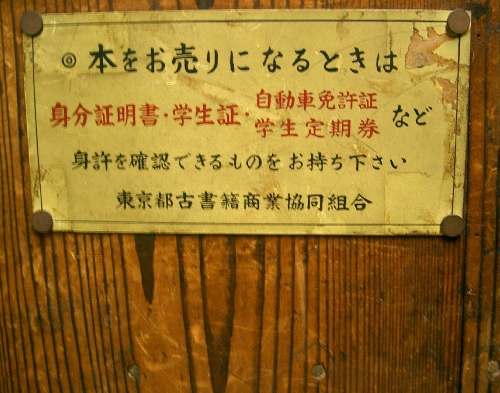 ◎本をお売りになるときは
身分証明書・学生証・自動車免許証
学生定期券など
身許を確認できるものをお持ち下さい
東京都古書籍商業協同組合